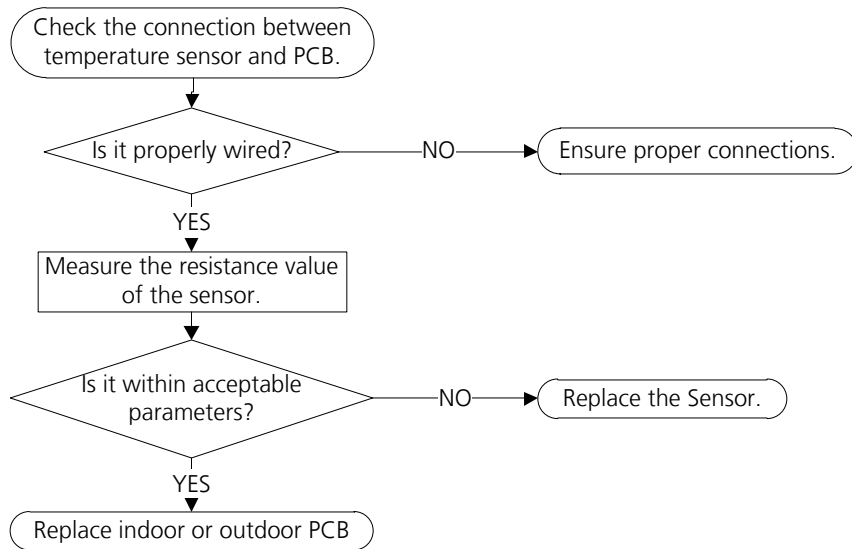 Check the connection between
temperature sensor and PCB.
Is it properly wired?
NO
Ensure proper connections.
YES
Measure the resistance value
of the sensor.
Is it within acceptable
parameters?
NO
Replace the Sensor.
YES
Replace indoor or outdoor PCB